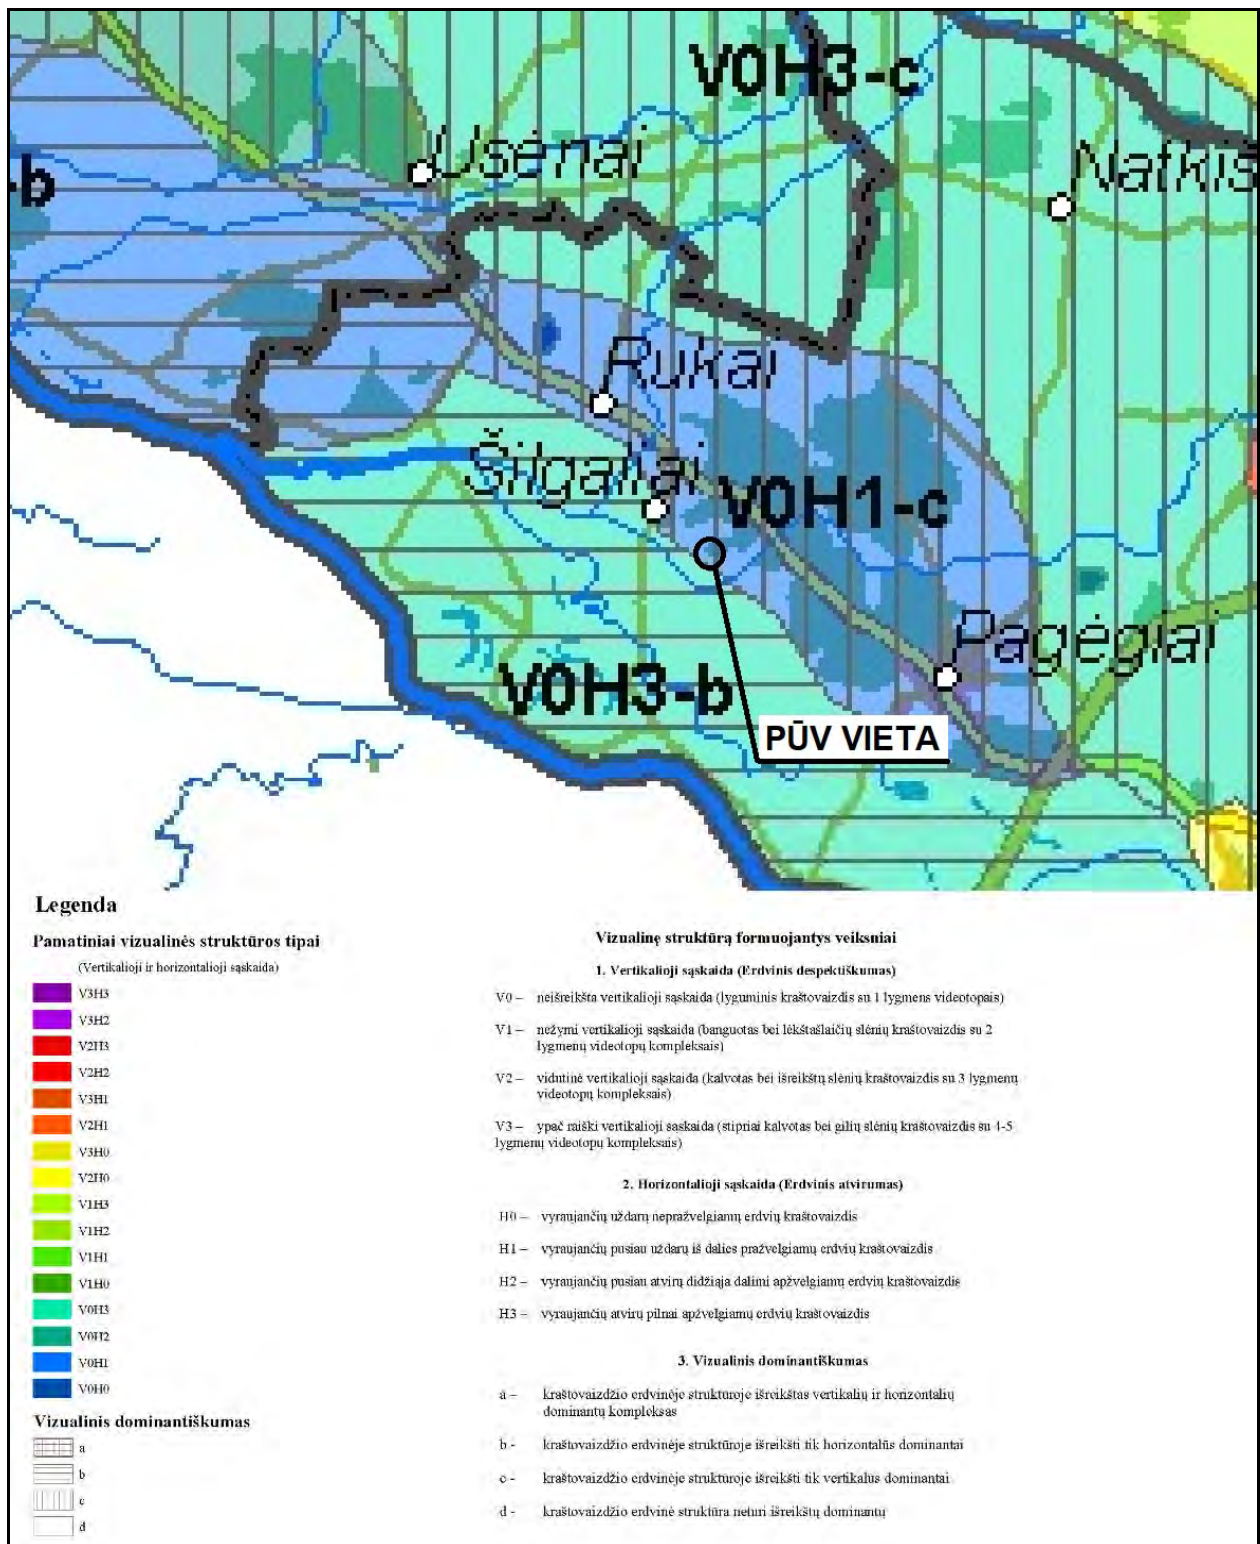 V0H3-c
Usėnai
Natkiš
-b
Rukai
Šilgaliai
V0H1-c
Pagėgiai
V0H3-b
PŪV VIETA
Legenda
Pamatiniai vizualinės struktūros tipai
(Vertikalioji ir horizontalioji sąskaida)
V3H3
V3H2
V2H3
V2H2
V3H1
V2H1
V3H0
V2H0
V1H3
V1H2
V1H1
V1H0
V0H3
V0H2
V0H1
V0H0
Vizualinis dominantiškumas
a
b
c
d
Vizualinę struktūrą formuojantys veiksniai
1. Vertikalioji sąskaida (Erdvinis despektiškumas)
V0 – neišreikšta vertikalioji sąskaida (lyguminis kraštovaizdis su 1 lygmens videotopais)
V1 – nežymi vertikalioji sąskaida (banguotas bei lėkštašlaičių slėnių kraštovaizdis su 2
lygmenų videotopų kompleksais)
V2 – vidutinė vertikalioji sąskaida (kalvotas bei išreikštų slėnių kraštovaizdis su 3 lygmenų
videotopų kompleksais)
V3 – ypač raiški vertikalioji sąskaida (stipriai kalvotas bei gilių slėnių kraštovaizdis su 4-5
lygmenų videotopų kompleksais)
2. Horizontalioji sąskaida (Erdvinis atvirumas)
H0 – vyraujančių uždarų nepražvelgiamų erdvių kraštovaizdis
H1 – vyraujančių pusiau uždarų iš dalies pražvelgiamų erdvių kraštovaizdis
H2 – vyraujančių pusiau atvirų didžiąja dalimi apžvelgiamų erdvių kraštovaizdis
H3 – vyraujančių atvirų pilnai apžvelgiamų erdvių kraštovaizdis
3. Vizualinis dominantiškumas
a – kraštovaizdžio erdvinėje struktūroje išreikštas vertikalių ir horizontalių
dominantų kompleksas
b - kraštovaizdžio erdvinėje struktūroje išreikšti tik horizontalūs dominantai
c - kraštovaizdžio erdvinėje struktūroje išreikšti tik vertikalūs dominantai
d - kraštovaizdžio erdvinė struktūra neturi išreikštų dominantų